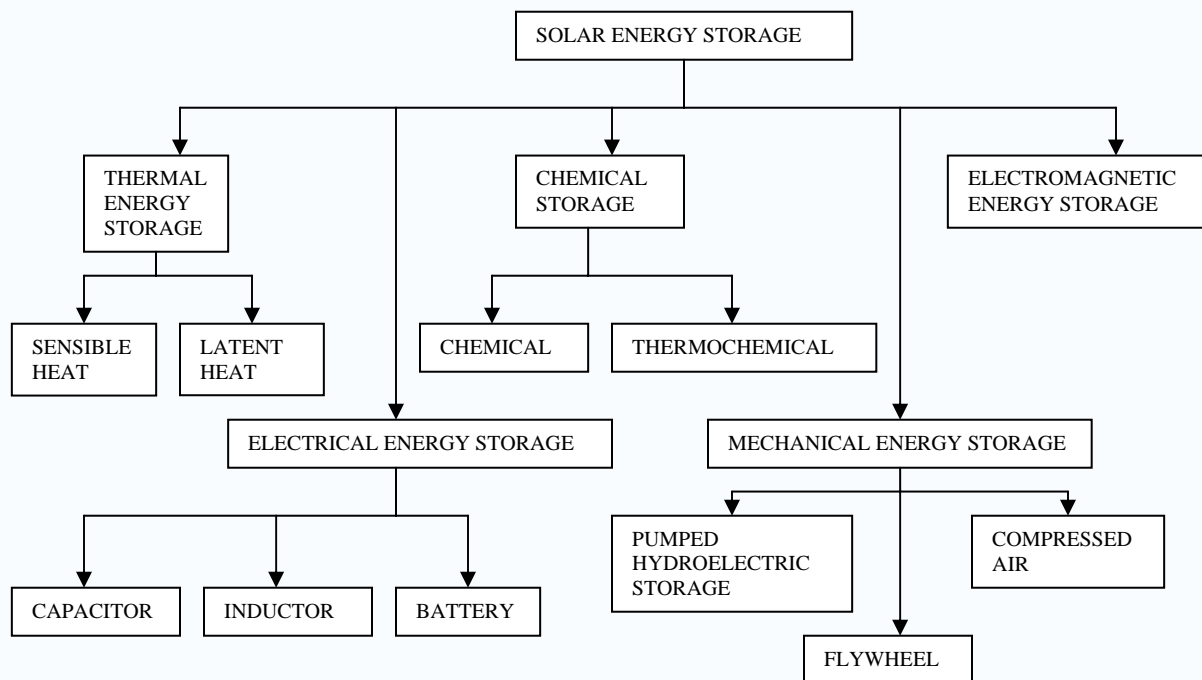 SOLAR ENERGY STORAGE
THERMAL
ENERGY
STORAGE
CHEMICAL
STORAGE
ELECTROMAGNETIC
ENERGY STORAGE
SENSIBLE
HEAT
LATENT
HEAT
CHEMICAL
THERMOCHEMICAL
ELECTRICAL ENERGY STORAGE
MECHANICAL ENERGY STORAGE
CAPACITOR
INDUCTOR
BATTERY
PUMPED
HYDROELECTRIC
STORAGE
COMPRESSED
AIR
FLYWHEEL